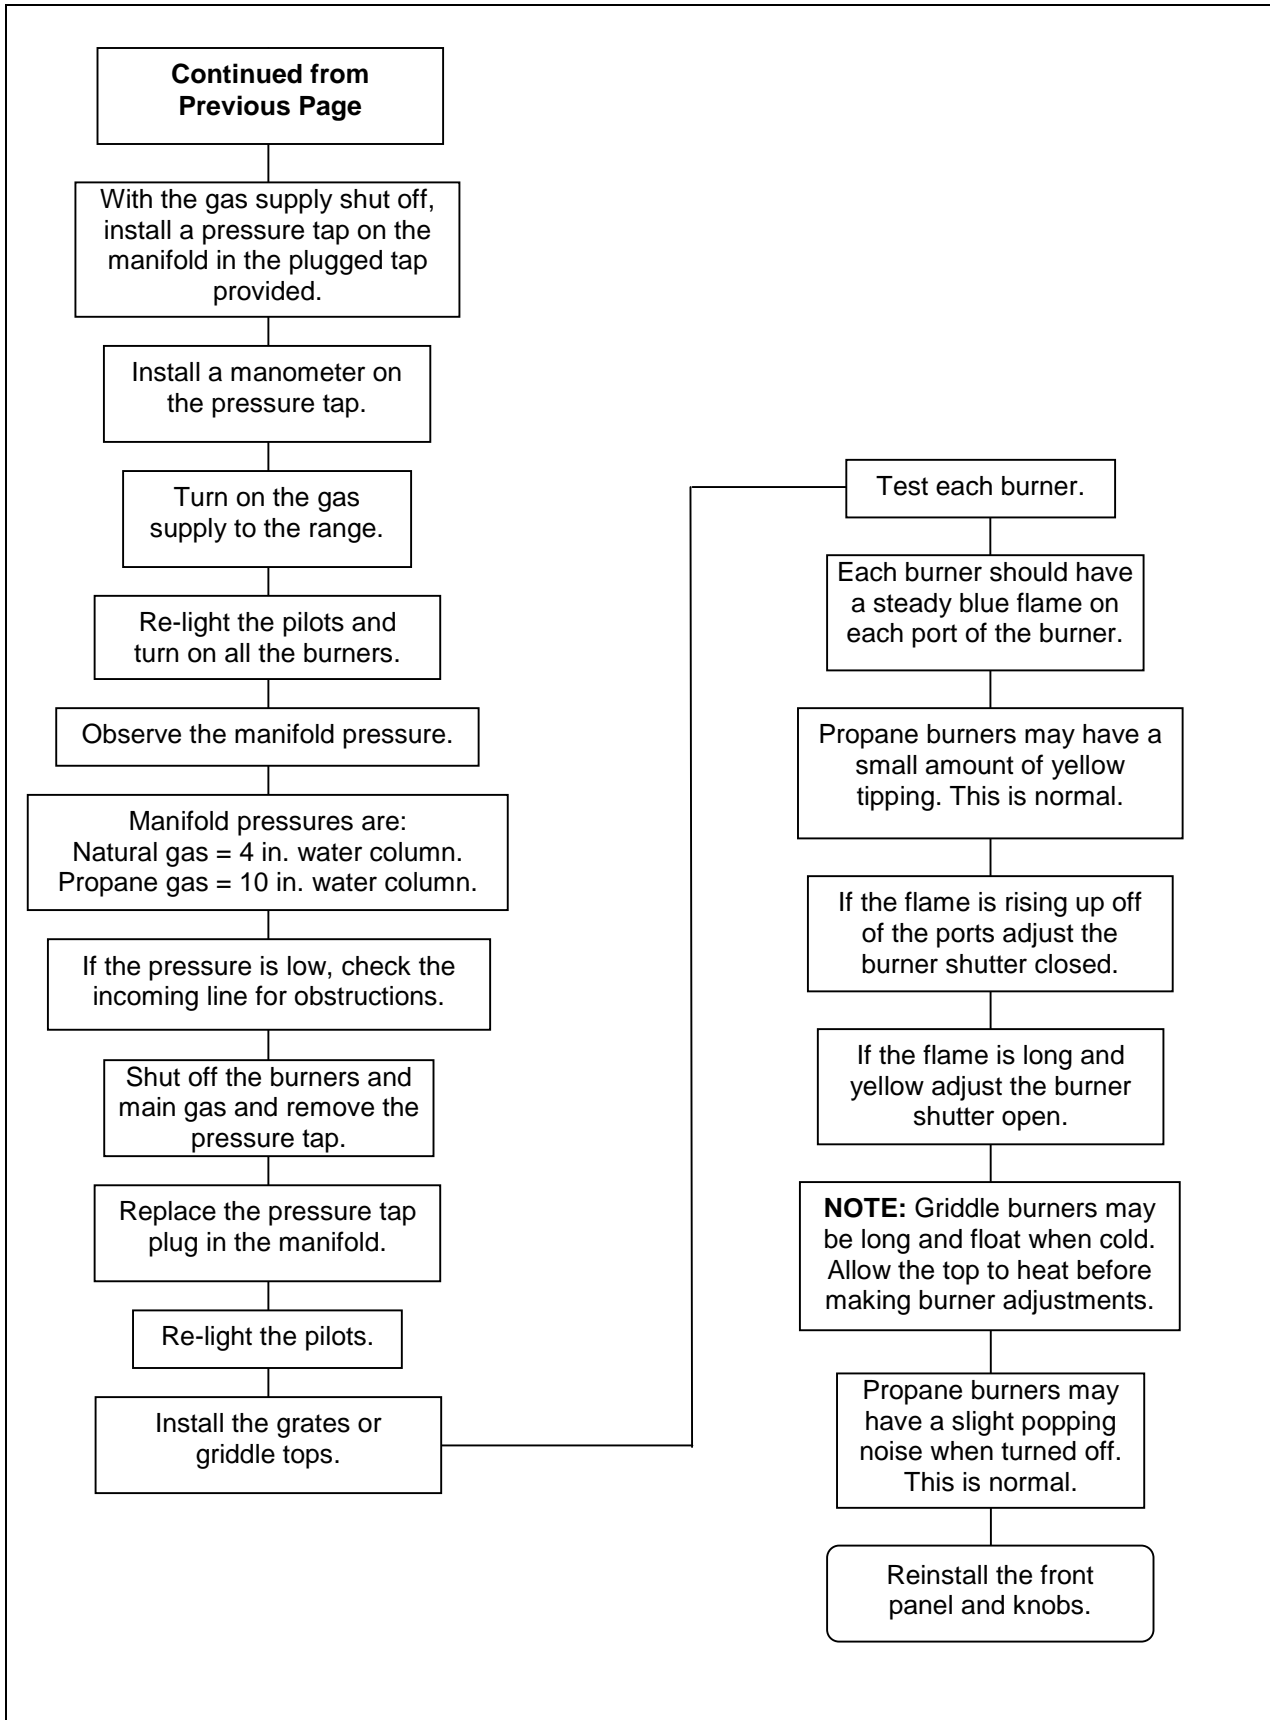 Continued from
Previous Page
With the gas supply shut off,
install a pressure tap on the
manifold in the plugged tap
provided.
Install a manometer on
the pressure tap.
Turn on the gas
supply to the range.
Re-light the pilots and
turn on all the burners.
Observe the manifold pressure.
Manifold pressures are:
Natural gas = 4 in. water column.
Propane gas = 10 in. water column.
If the pressure is low, check the
incoming line for obstructions.
Shut off the burners and
main gas and remove the
pressure tap.
Replace the pressure tap
plug in the manifold.
Re-light the pilots.
Install the grates or
griddle tops.
Test each burner.
Each burner should have
a steady blue flame on
each port of the burner.
Propane burners may have a
small amount of yellow
tipping. This is normal.
If the flame is rising up off
of the ports adjust the
burner shutter closed.
If the flame is long and
yellow adjust the burner
shutter open.
NOTE: Griddle burners may
be long and float when cold.
Allow the top to heat before
making burner adjustments.
Propane burners may
have a slight popping
noise when turned off.
This is normal.
Reinstall the front
panel and knobs.